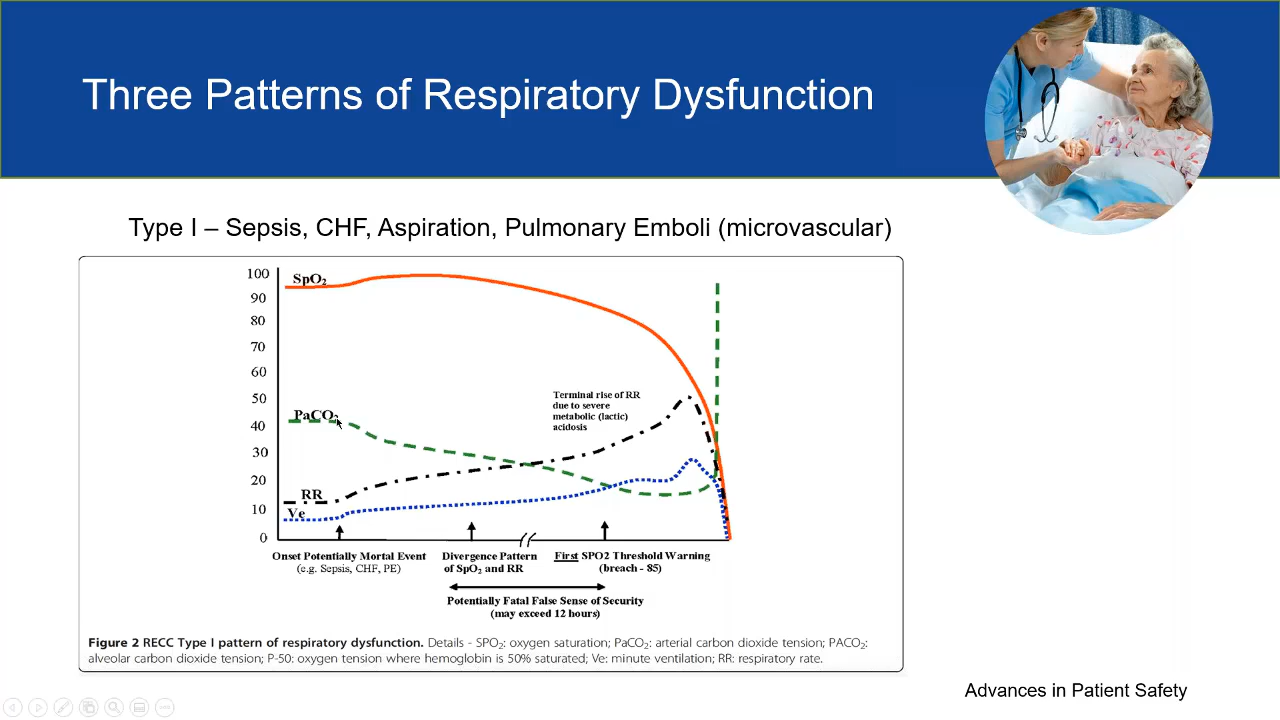 Three Patterns of Respiratory Dysfunction
Type I – Sepsis, CHF, Aspiration, Pulmonary Emboli (microvascular)
100
90
80
70
60
50
40
30
20
10
0
SpO₂
PaCO₂
RR
Ve
Terminal rise of RR
due to severe
metabolic (lactic)
acidosis
Onset Potentially Mortal Event
(e.g. Sepsis, CHF, PE)
Divergence Pattern
of SpO₂ and RR
First SPO2 Threshold Warning
(breach - 85)
Potentially Fatal False Sense of Security
(may exceed 12 hours)
Figure 2 RECC Type I pattern of respiratory dysfunction. Details - SPO₂: oxygen saturation; PaCO₂: arterial carbon dioxide tension; PACO₂:
alveolar carbon dioxide tension; P-50: oxygen tension where hemoglobin is 50% saturated; Ve: minute ventilation; RR: respiratory rate.
Advances in Patient Safety